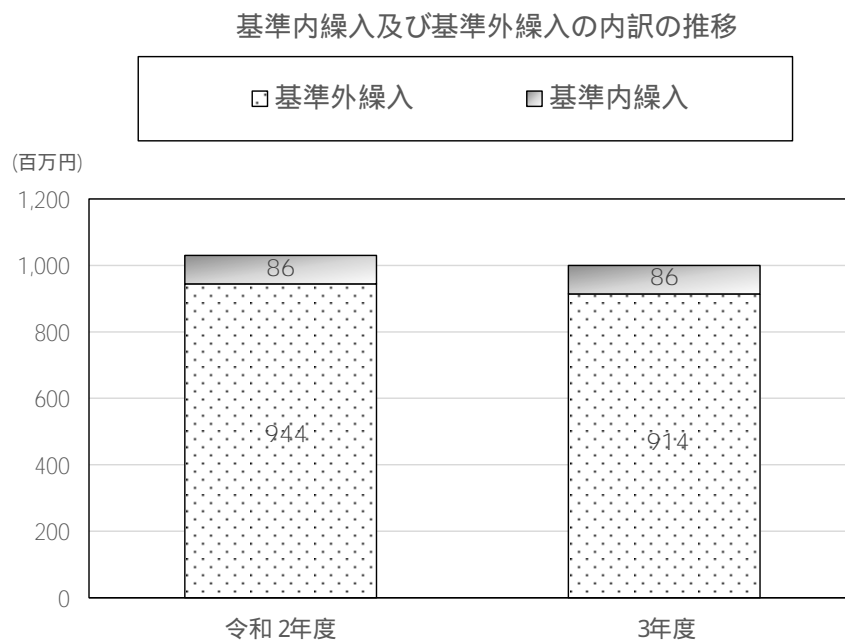 基準内繰入及び基準外繰入の内訳の推移
基準外繰入 基準内繰入
(百万円)
1,200
1,000
800
600
400
200
0
86 86
944 914
令和 2年度 3年度